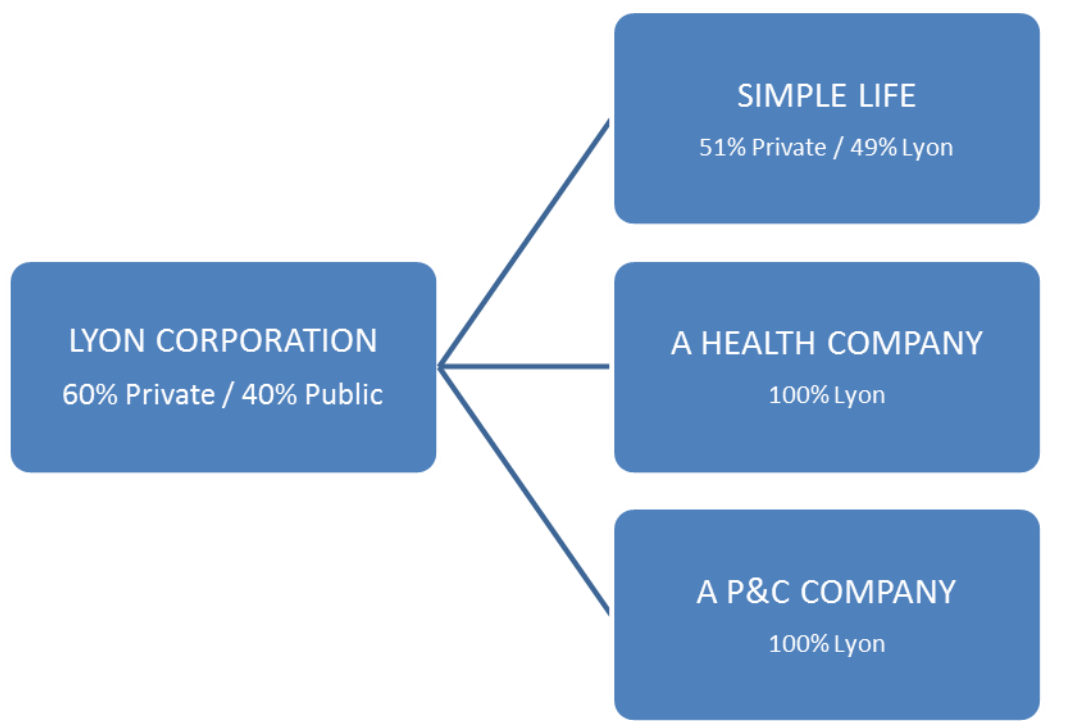 LYON CORPORATION
60% Private / 40% Public
SIMPLE LIFE
51% Private / 49% Lyon
A HEALTH COMPANY
100% Lyon
A P&C COMPANY
100% Lyon